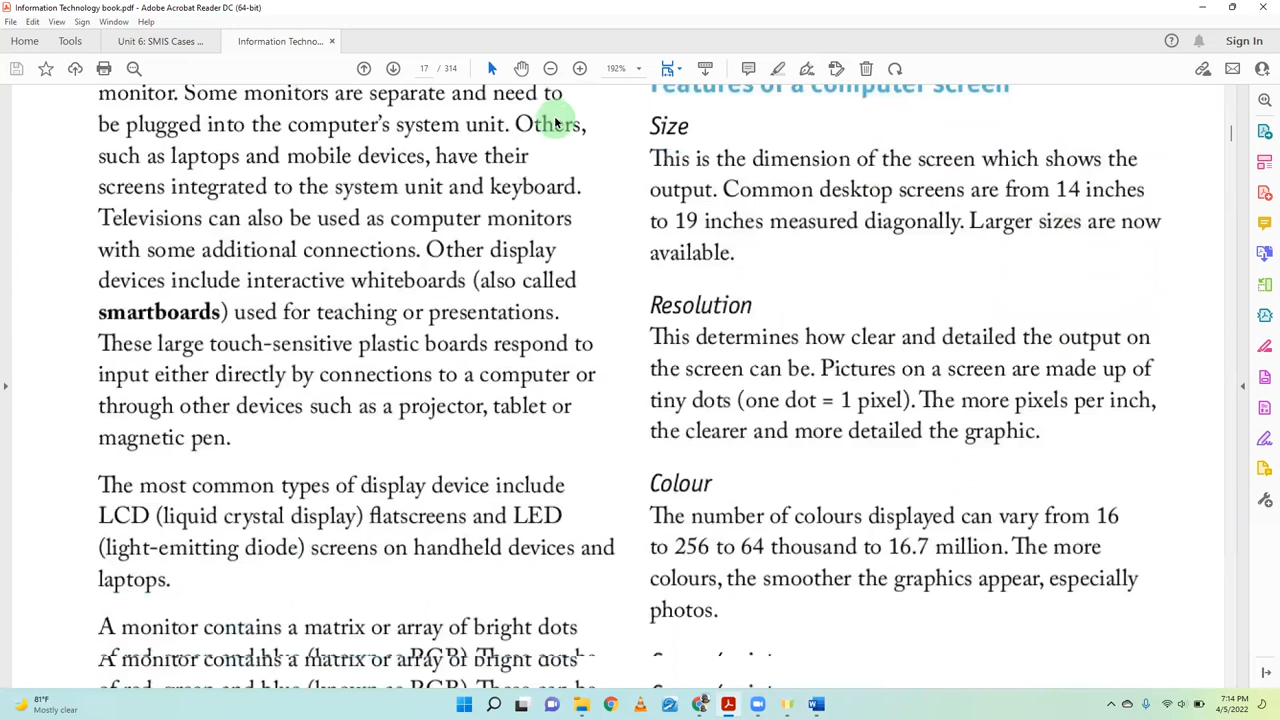 Information Technology book.pdf - Adobe Acrobat Reader DC (64-bit)
File Edit View Sign Window Help
Home Tools Unit 6: SMIS Cases ... Information Techno... × Sign In
17 / 314 192%
monitor. Some monitors are separate and need to
be plugged into the computer's system unit. Others,
such as laptops and mobile devices, have their
screens integrated to the system unit and keyboard.
Televisions can also be used as computer monitors
with some additional connections. Other display
devices include interactive whiteboards (also called
smartboards) used for teaching or presentations.
These large touch-sensitive plastic boards respond to
input either directly by connections to a computer or
through other devices such as a projector, tablet or
magnetic pen.
The most common types of display device include
LCD (liquid crystal display) flatscreens and LED
(light-emitting diode) screens on handheld devices and
laptops.
A monitor contains a matrix or array of bright dots
A monitor contains a matrix or array of bright dots
of red, green and blue (known as RGB). These can be
Features of a computer screen
Size
This is the dimension of the screen which shows the
output. Common desktop screens are from 14 inches
to 19 inches measured diagonally. Larger sizes are now
available.
Resolution
This determines how clear and detailed the output on
the screen can be. Pictures on a screen are made up of
tiny dots (one dot = 1 pixel). The more pixels per inch,
the clearer and more detailed the graphic.
Colour
The number of colours displayed can vary from 16
to 256 to 64 thousand to 16.7 million. The more
colours, the smoother the graphics appear, especially
photos.
81°F
Mostly clear
7:14 PM
4/5/2022